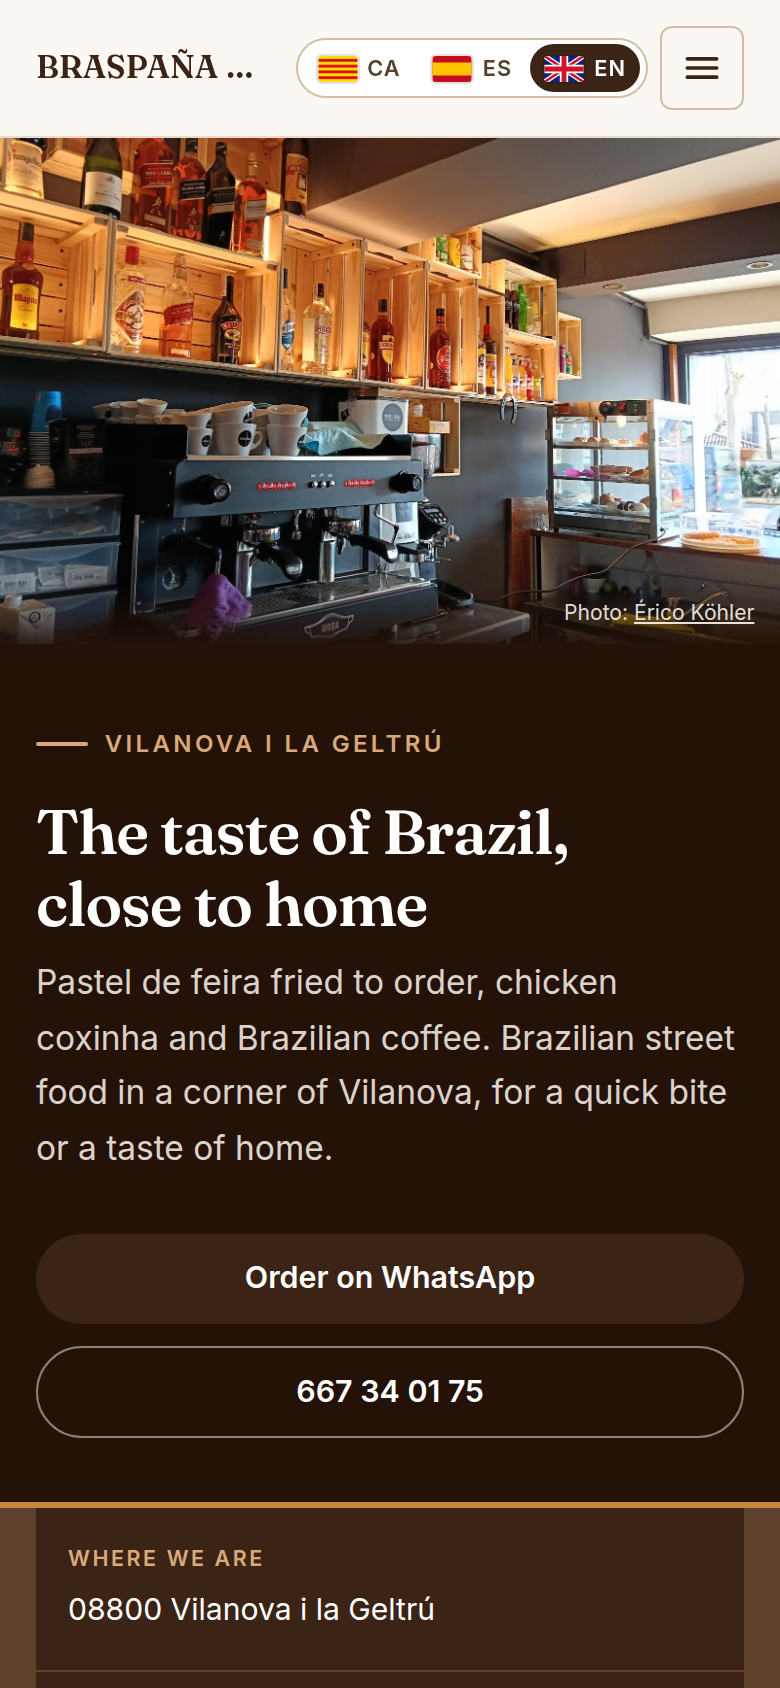 BRASPAÑA ...
CA
ES
EN
Photo: Érico Köhler
VILANOVA I LA GELTRÚ
The taste of Brazil,
close to home
Pastel de feira fried to order, chicken
coxinha and Brazilian coffee. Brazilian street
food in a corner of Vilanova, for a quick bite
or a taste of home.
Order on WhatsApp
667 34 01 75
WHERE WE ARE
08800 Vilanova i la Geltrú